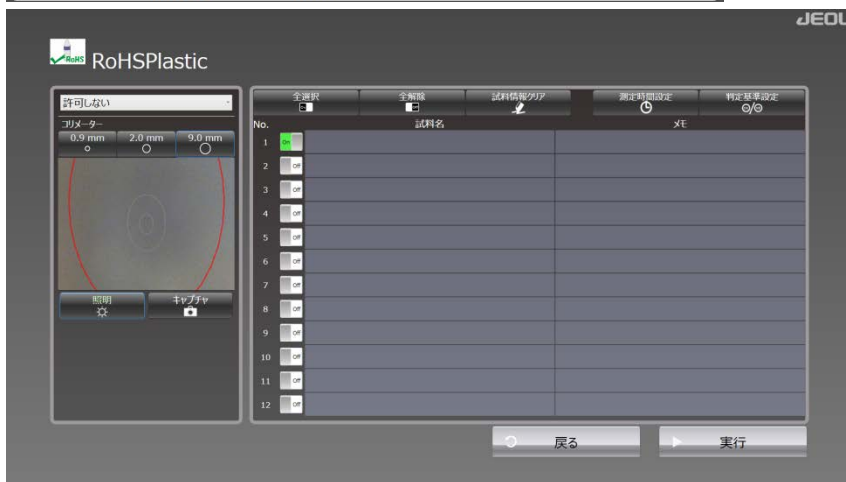 JEOL
RoHS
RoHSPlastic
許可しない
コリメーター
0.9 mm 2.0 mm 9.0 mm
照明 キャプチャ
全選択 全解除 試料情報クリア 測定時間設定 判定基準設定
No. 試料名 メモ
1 On
2 Off
3 Off
4 Off
5 Off
6 Off
7 Off
8 Off
9 Off
10 Off
11 Off
12 Off
戻る 実行